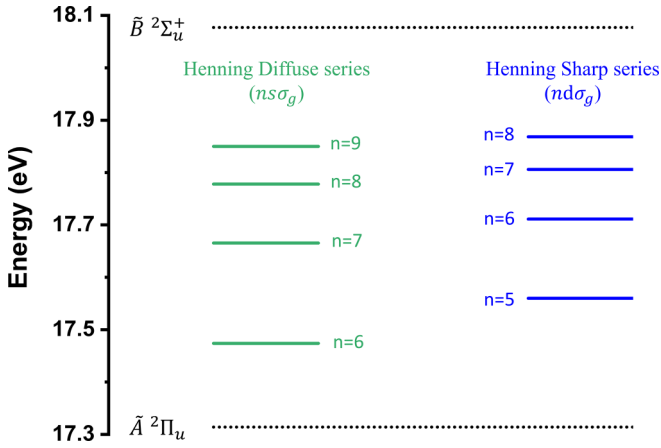 18.1
B̃ ²Σᵤ⁺
Henning Diffuse series
(nsσg)
Henning Sharp series
(ndσg)
17.9
n=9
n=8
n=8
n=7
Energy (eV)
17.7
n=7
n=6
17.5
n=6
n=5
17.3
Ã ²Πᵤ